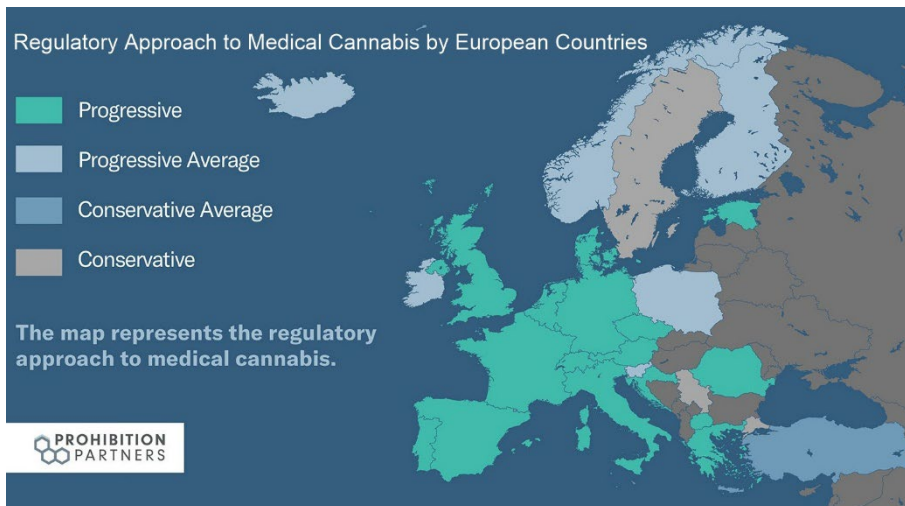 Regulatory Approach to Medical Cannabis by European Countries
Progressive
Progressive Average
Conservative Average
Conservative
The map represents the regulatory
approach to medical cannabis.
PROHIBITION
PARTNERS